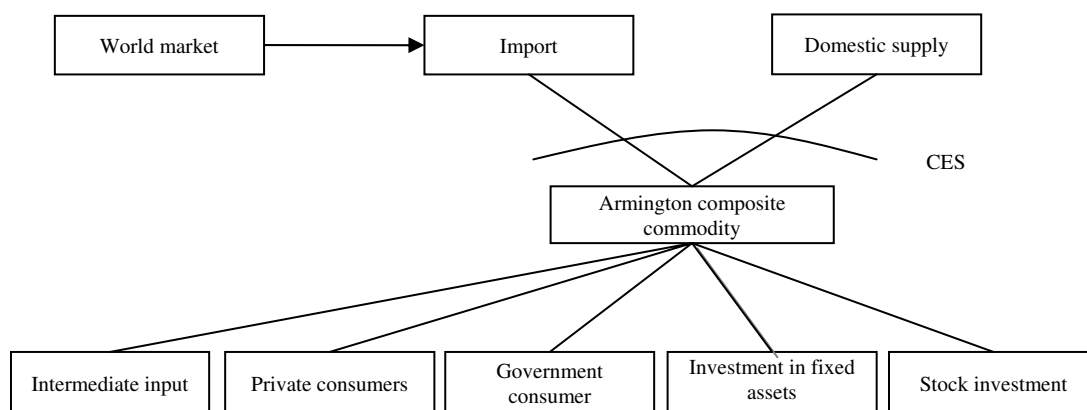 World market
Import
Domestic supply
CES
Armington composite
commodity
Intermediate input
Private consumers
Government
consumer
Investment in fixed
assets
Stock investment